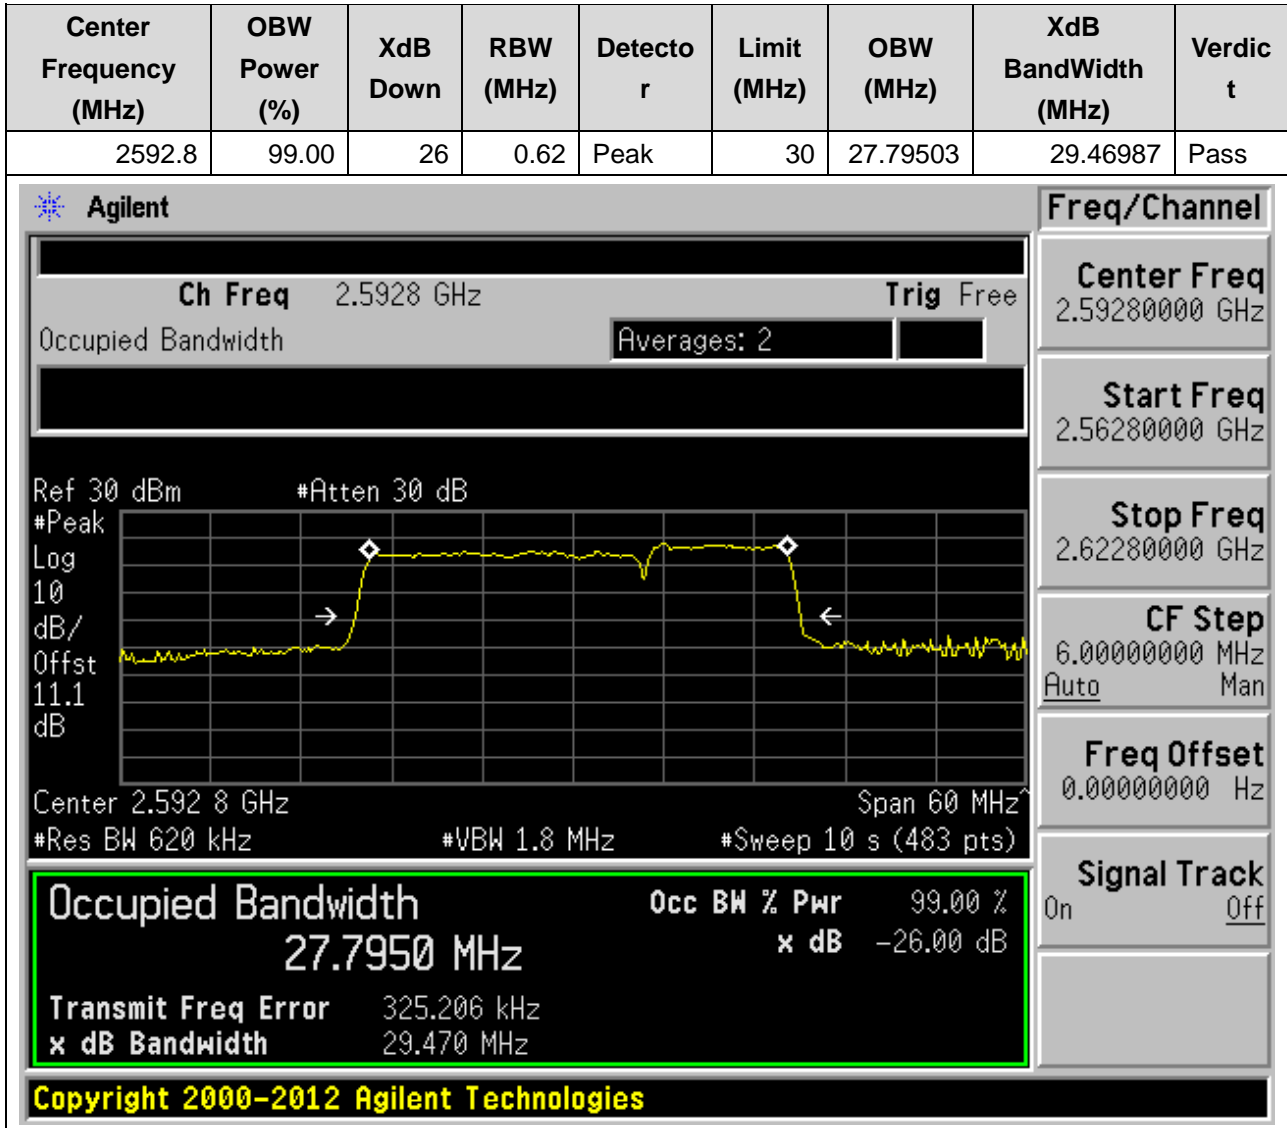 Center Frequency (MHz) OBW Power (%) XdB Down RBW (MHz) Detecto r Limit (MHz) OBW (MHz) XdB BandWidth (MHz) Verdic t
2592.8 99.00 26 0.62 Peak 30 27.79503 29.46987 Pass
Agilent
Freq/Channel
Ch Freq 2.5928 GHz Trig Free
Occupied Bandwidth Averages: 2
Center Freq
2.59280000 GHz
Start Freq
2.56280000 GHz
Stop Freq
2.62280000 GHz
CF Step
6.00000000 MHz
Auto Man
Freq Offset
0.00000000 Hz
Signal Track
On Off
Ref 30 dBm #Atten 30 dB
#Peak
Log
10
dB/
Offst
11.1
dB
Center 2.592 8 GHz Span 60 MHz^
#Res BW 620 kHz #VBW 1.8 MHz #Sweep 10 s (483 pts)
Occupied Bandwidth Occ BW % Pwr 99.00 %
27.7950 MHz x dB -26.00 dB
Transmit Freq Error 325.206 kHz
x dB Bandwidth 29.470 MHz
Copyright 2000-2012 Agilent Technologies